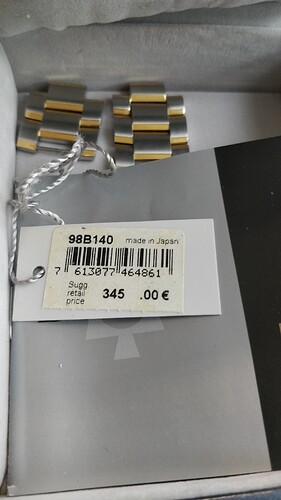 98B140 made in Japan
7 613077 464861
Sugg
retail 345 .00 €
price